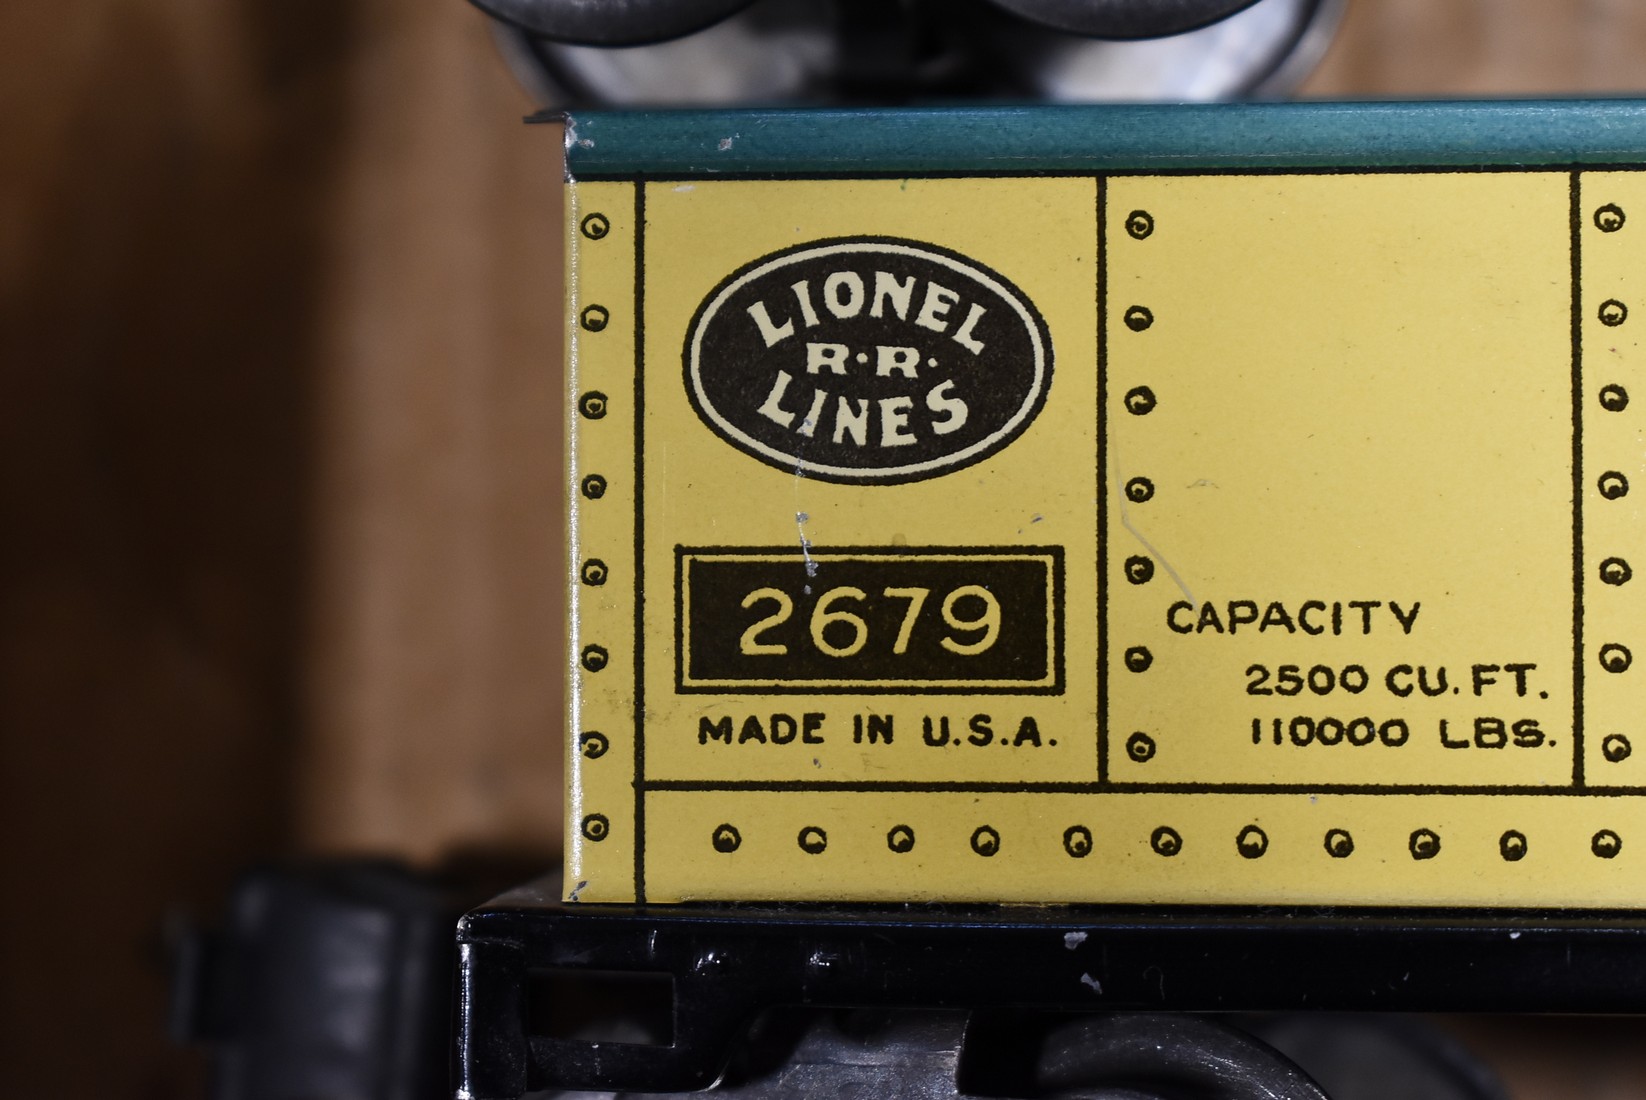 LIONEL
R·R·
LINES
2679
MADE IN U.S.A.
CAPACITY
2500 CU. FT.
110000 LBS.